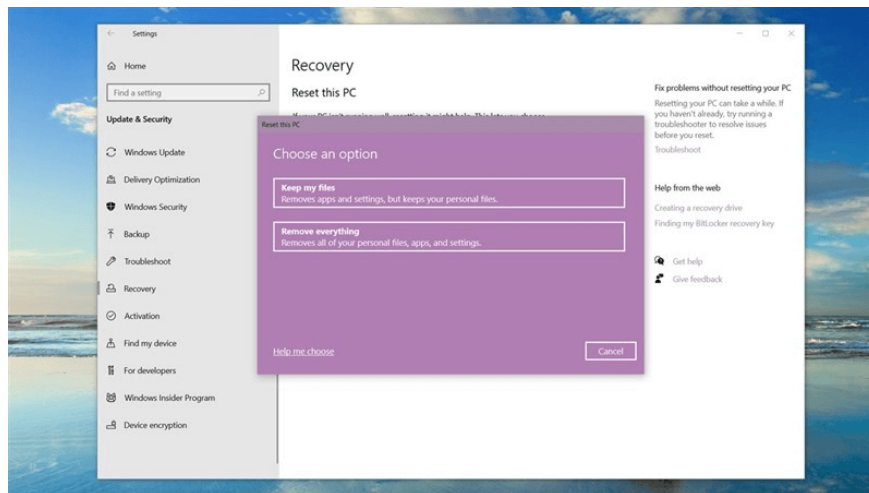 Settings
Home
Find a setting
Update & Security
Windows Update
Delivery Optimization
Windows Security
Backup
Troubleshoot
Recovery
Activation
Find my device
For developers
Windows Insider Program
Device encryption
Recovery
Reset this PC
Reset this PC
Choose an option
Keep my files
Removes apps and settings, but keeps your personal files.
Remove everything
Removes all of your personal files, apps, and settings.
Help me choose
Cancel
Fix problems without resetting your PC
Resetting your PC can take a while. If
you haven't already, try running a
troubleshooter to resolve issues
before you reset.
Troubleshoot
Help from the web
Creating a recovery drive
Finding my BitLocker recovery key
Get help
Give feedback